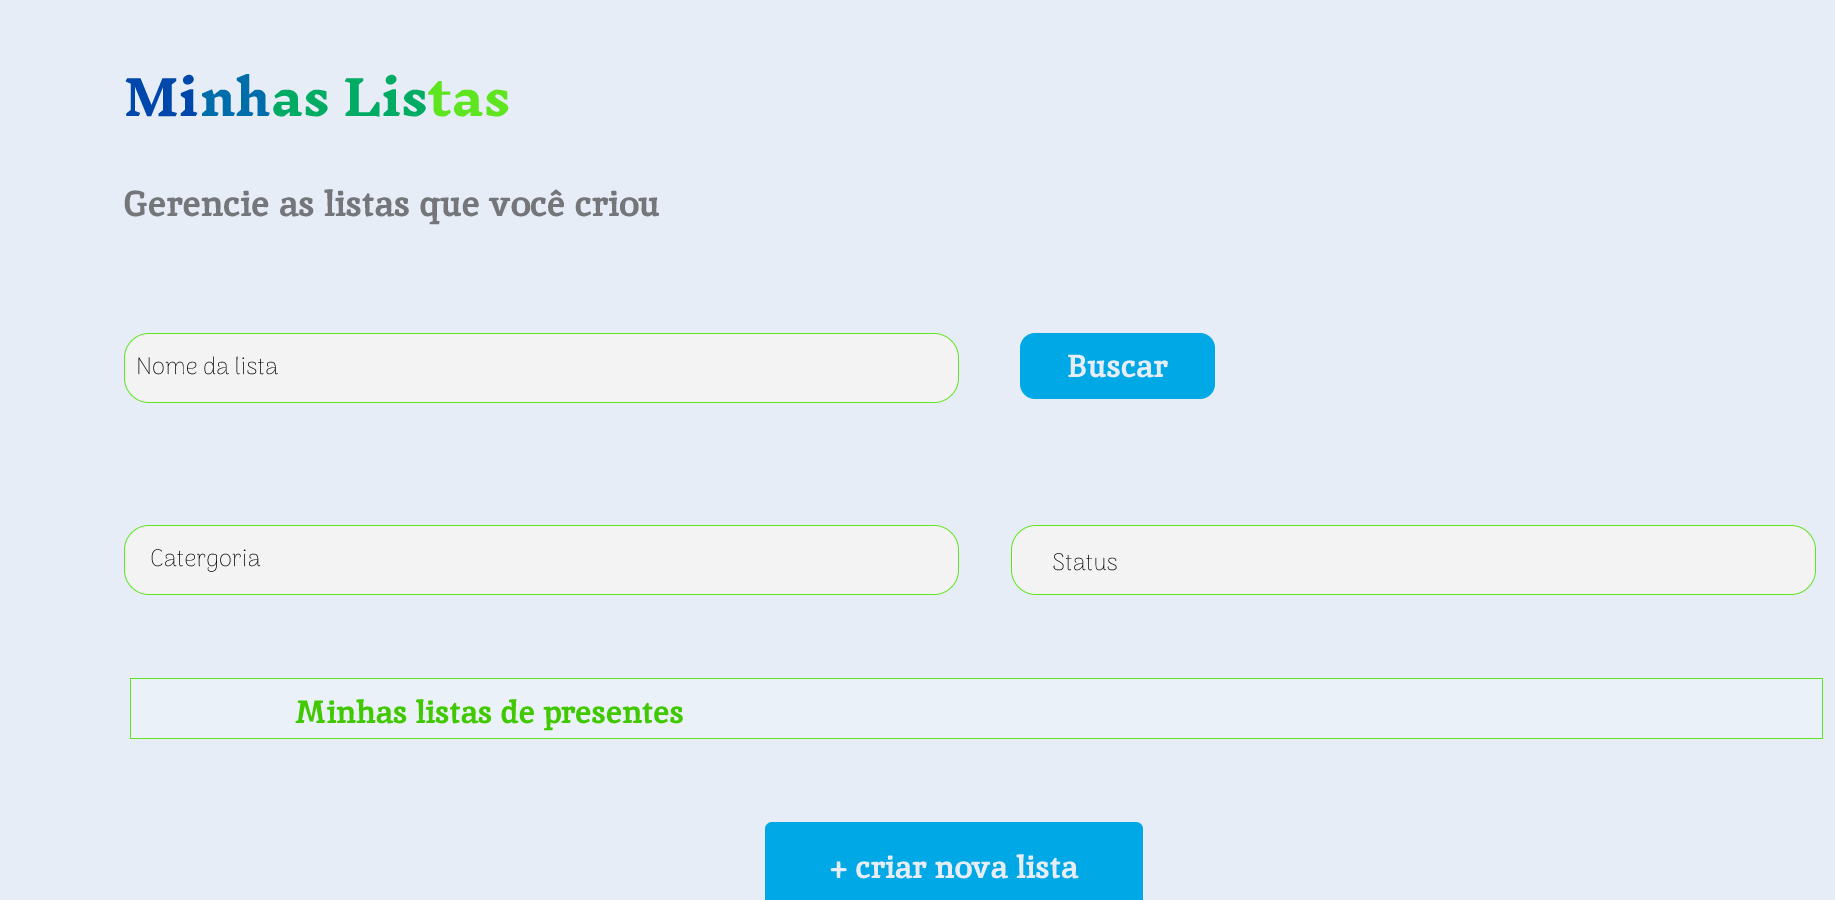 Minhas Listas
Gerencie as listas que você criou
Nome da lista
Buscar
Catergoria
Status
Minhas listas de presentes
+ criar nova lista